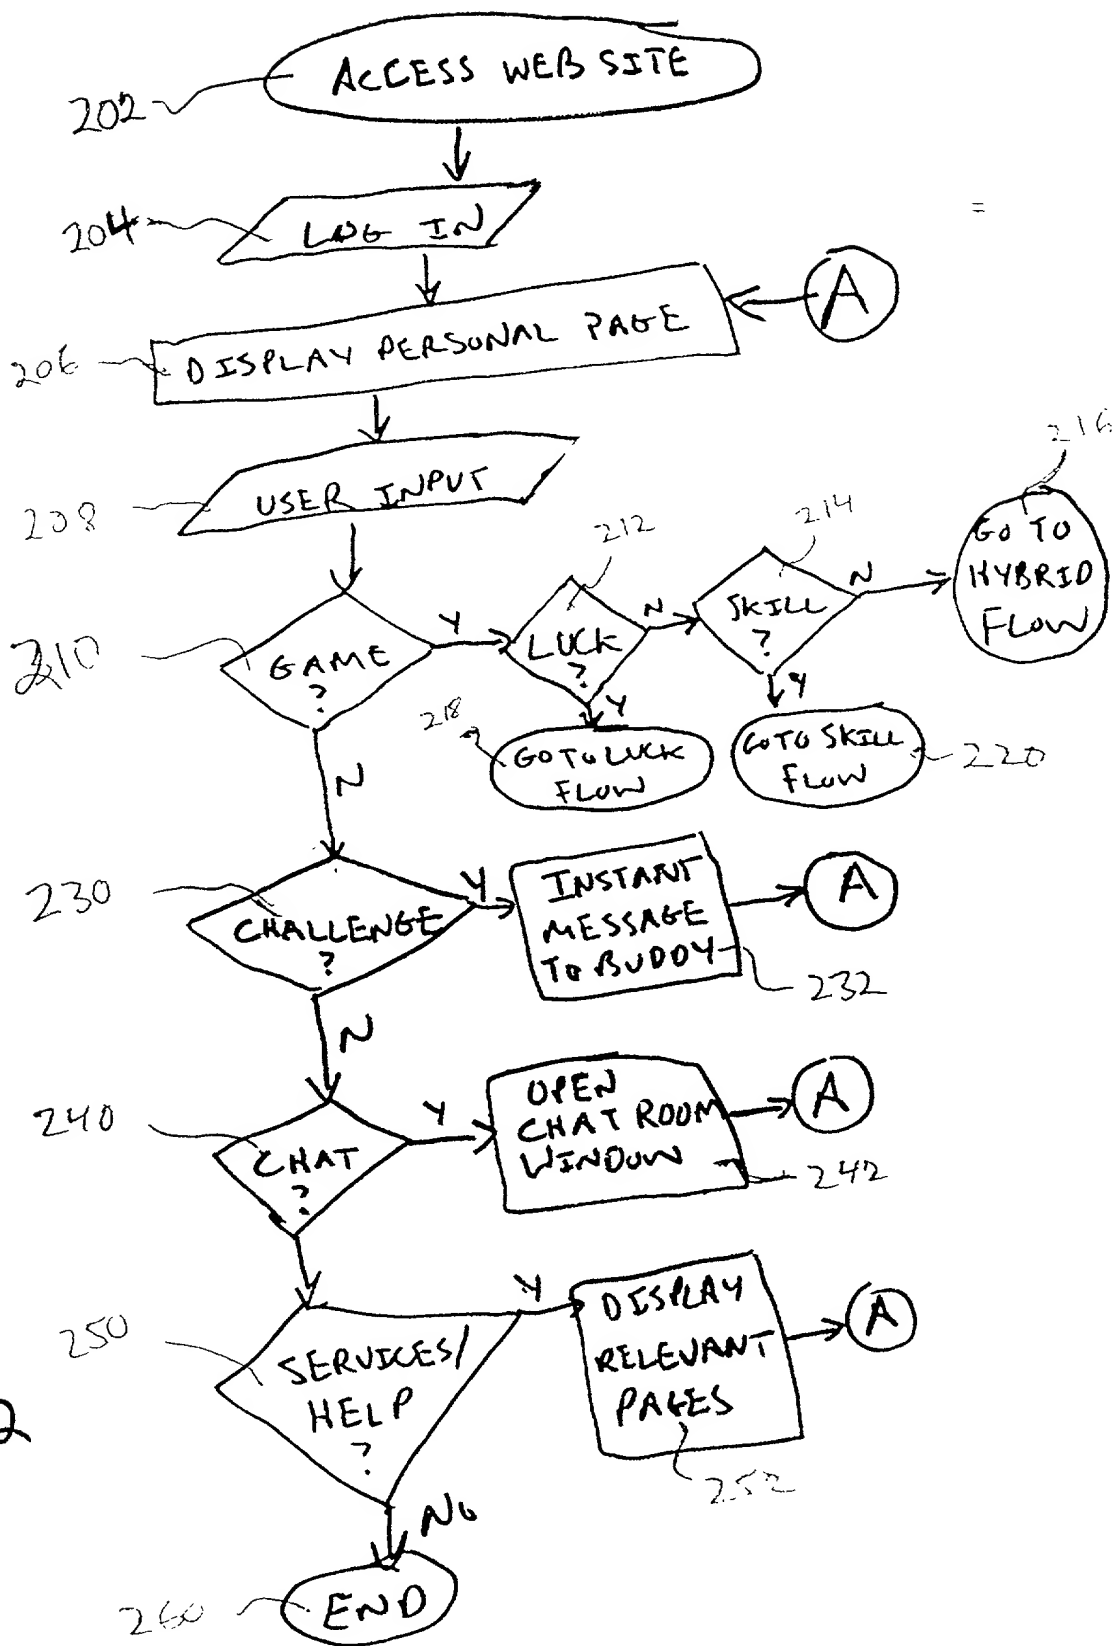 ACCESS WEB SITE
202
204
LOG IN
=
A
206
DISPLAY PERSONAL PAGE
208
USER INPUT
210
GAME
?
Y
212
LUCK
?
N
214
SKILL
?
N
216
GO TO
HYBRID
FLOW
Y
218
GO TO LUCK
FLOW
Y
GO TO SKILL
FLOW
220
N
230
CHALLENGE
?
Y
INSTANT
MESSAGE
TO BUDDY
232
A
N
240
CHAT
?
Y
OPEN
CHAT ROOM
WINDOW
242
A
250
SERVICES/
HELP
?
Y
DISPLAY
RELEVANT
PAGES
252
A
2
No
260
END